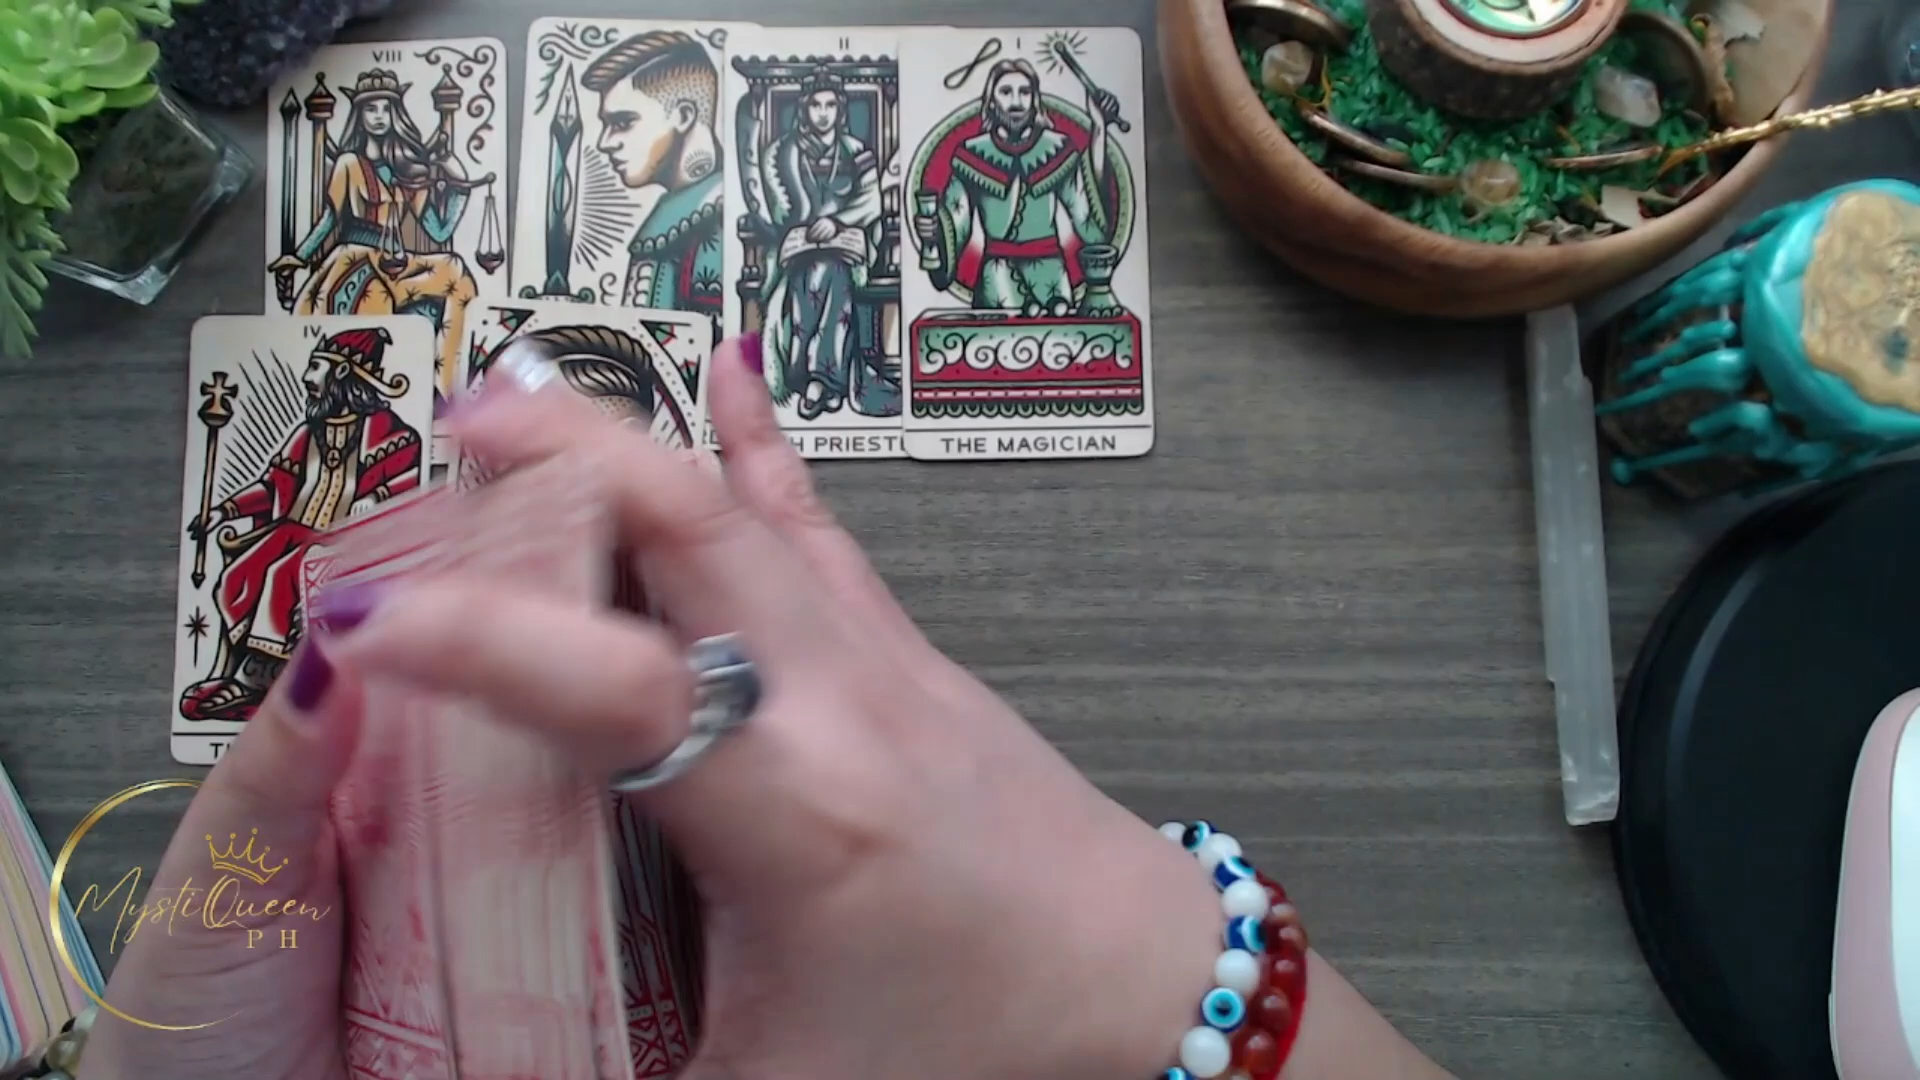 VIII
II
I
H PRIEST
THE MAGICIAN
IV
T
MystiQueen
PH